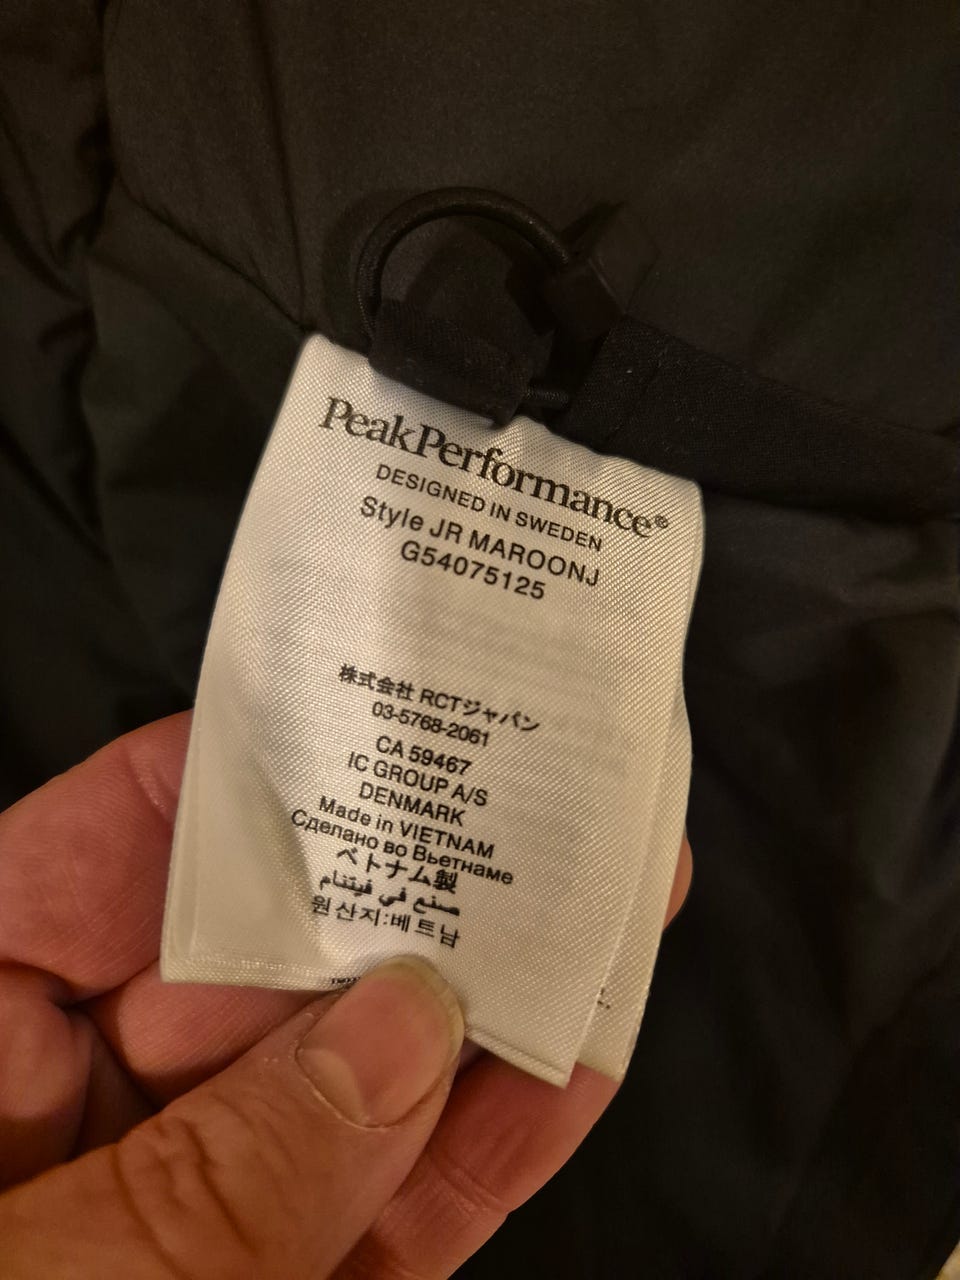 PeakPerformance®
DESIGNED IN SWEDEN
Style JR MAROONJ
G54075125
株式会社 RCTジャパン
03-5768-2061
CA 59467
IC GROUP A/S
DENMARK
Made in VIETNAM
Сделано во Вьетнаме
ベトナム製
صنع في فيتنام
원산지:베트남